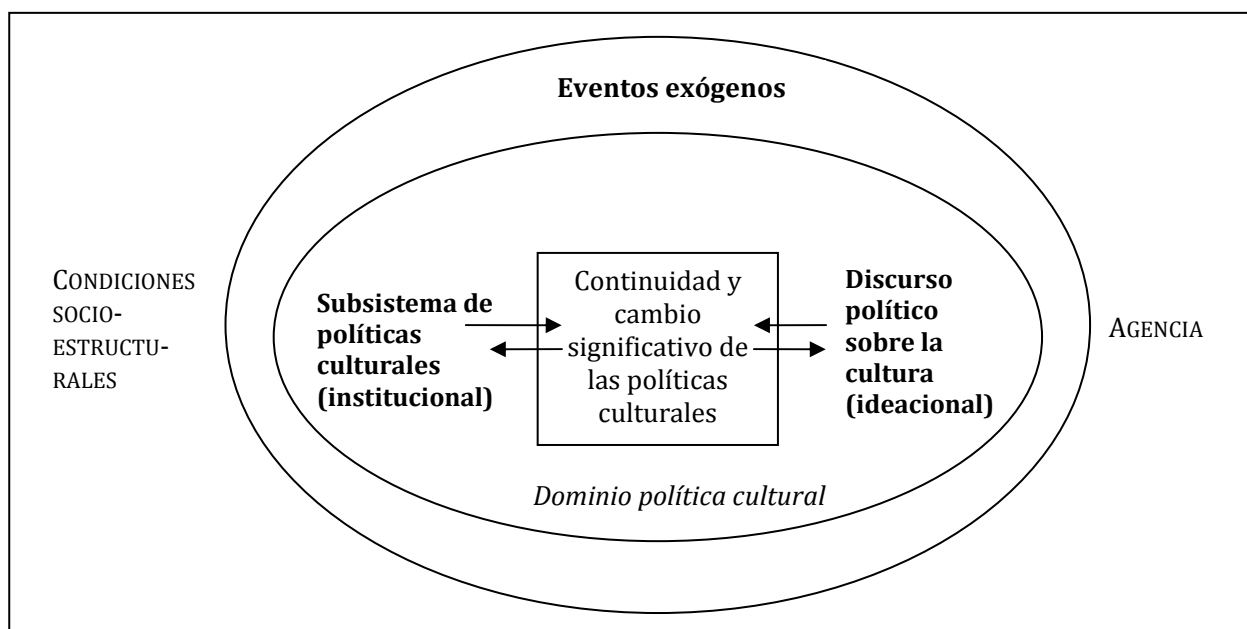 Eventos exógenos
CONDICIONES
SOCIO-
ESTRUCTU-
RALES
Subsistema de
políticas
culturales
(institucional)
Continuidad y
cambio
significativo de
las políticas
culturales
Discurso
político
sobre la
cultura
(ideacional)
AGENCIA
Dominio política cultural